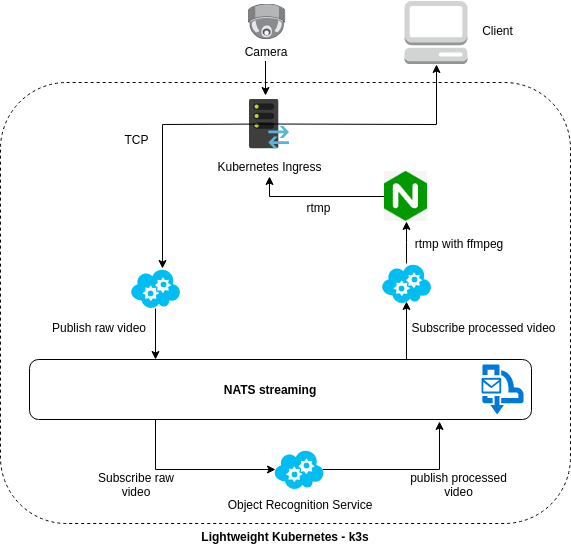 Camera
Client
TCP
Kubernetes Ingress
rtmp
N
rtmp with ffmpeg
Publish raw video
Subscribe processed video
NATS streaming
Subscribe raw
video
publish processed
video
Object Recognition Service
Lightweight Kubernetes - k3s